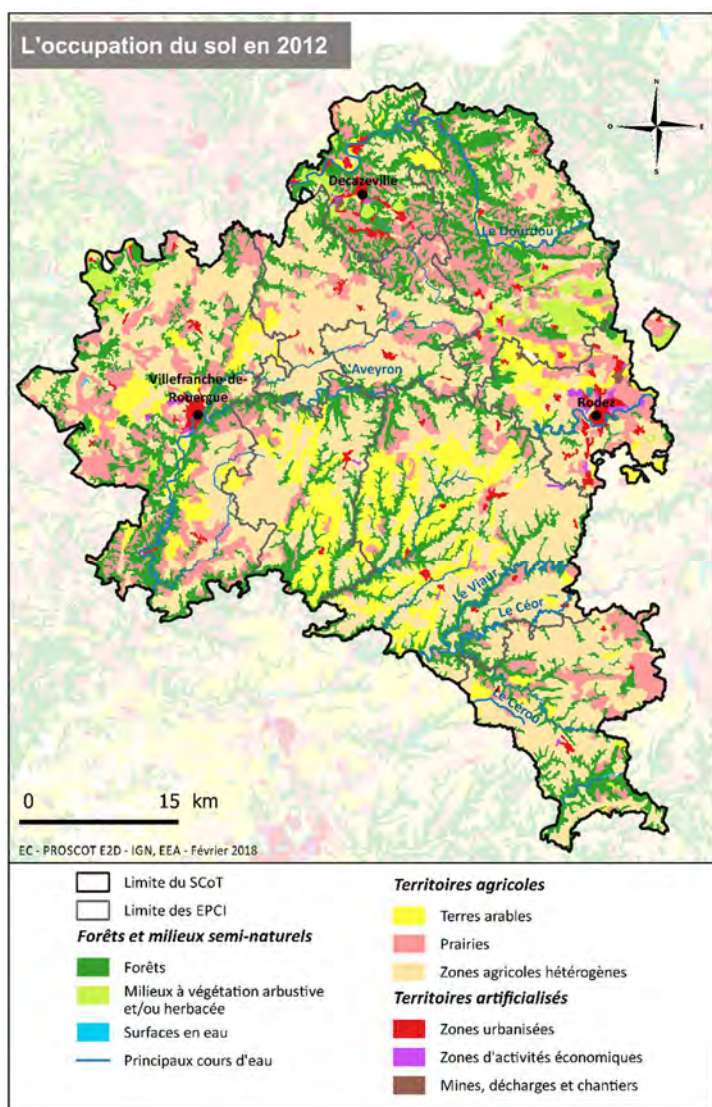 L'occupation du sol en 2012
N
O
E
S
Decazeville
Le Dourdou
L'Aveyron
Villefranche-de-
Rouergue
Rodez
Le Viaur
Le Céor
Le Cerou
0 15 km
EC - PROSCOT E2D - IGN, EEA - Février 2018
Limite du SCoT
Limite des EPCI
Forêts et milieux semi-naturels
Forêts
Milieux à végétation arbustive
et/ou herbacée
Surfaces en eau
Principaux cours d'eau
Territoires agricoles
Terres arables
Prairies
Zones agricoles hétérogènes
Territoires artificialisés
Zones urbanisées
Zones d'activités économiques
Mines, décharges et chantiers